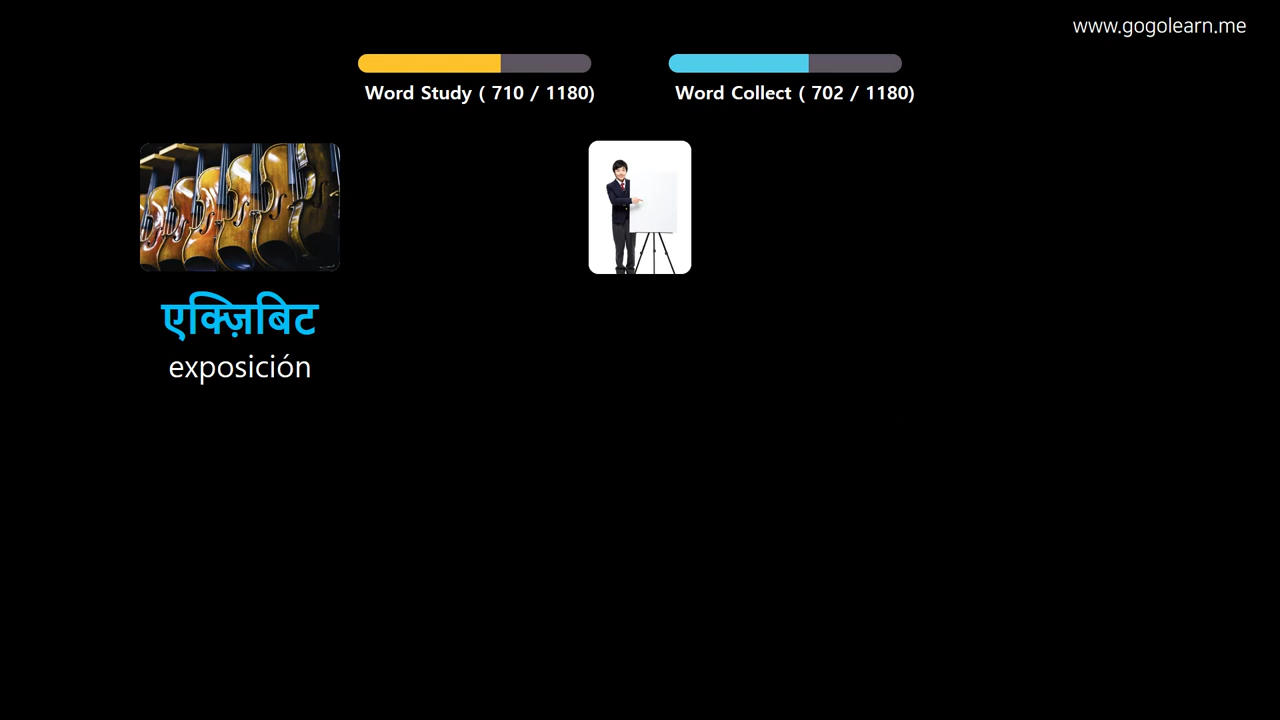 www.gogolearn.me
Word Study ( 710 / 1180)
Word Collect ( 702 / 1180)
एक्ज़िबिट
exposición